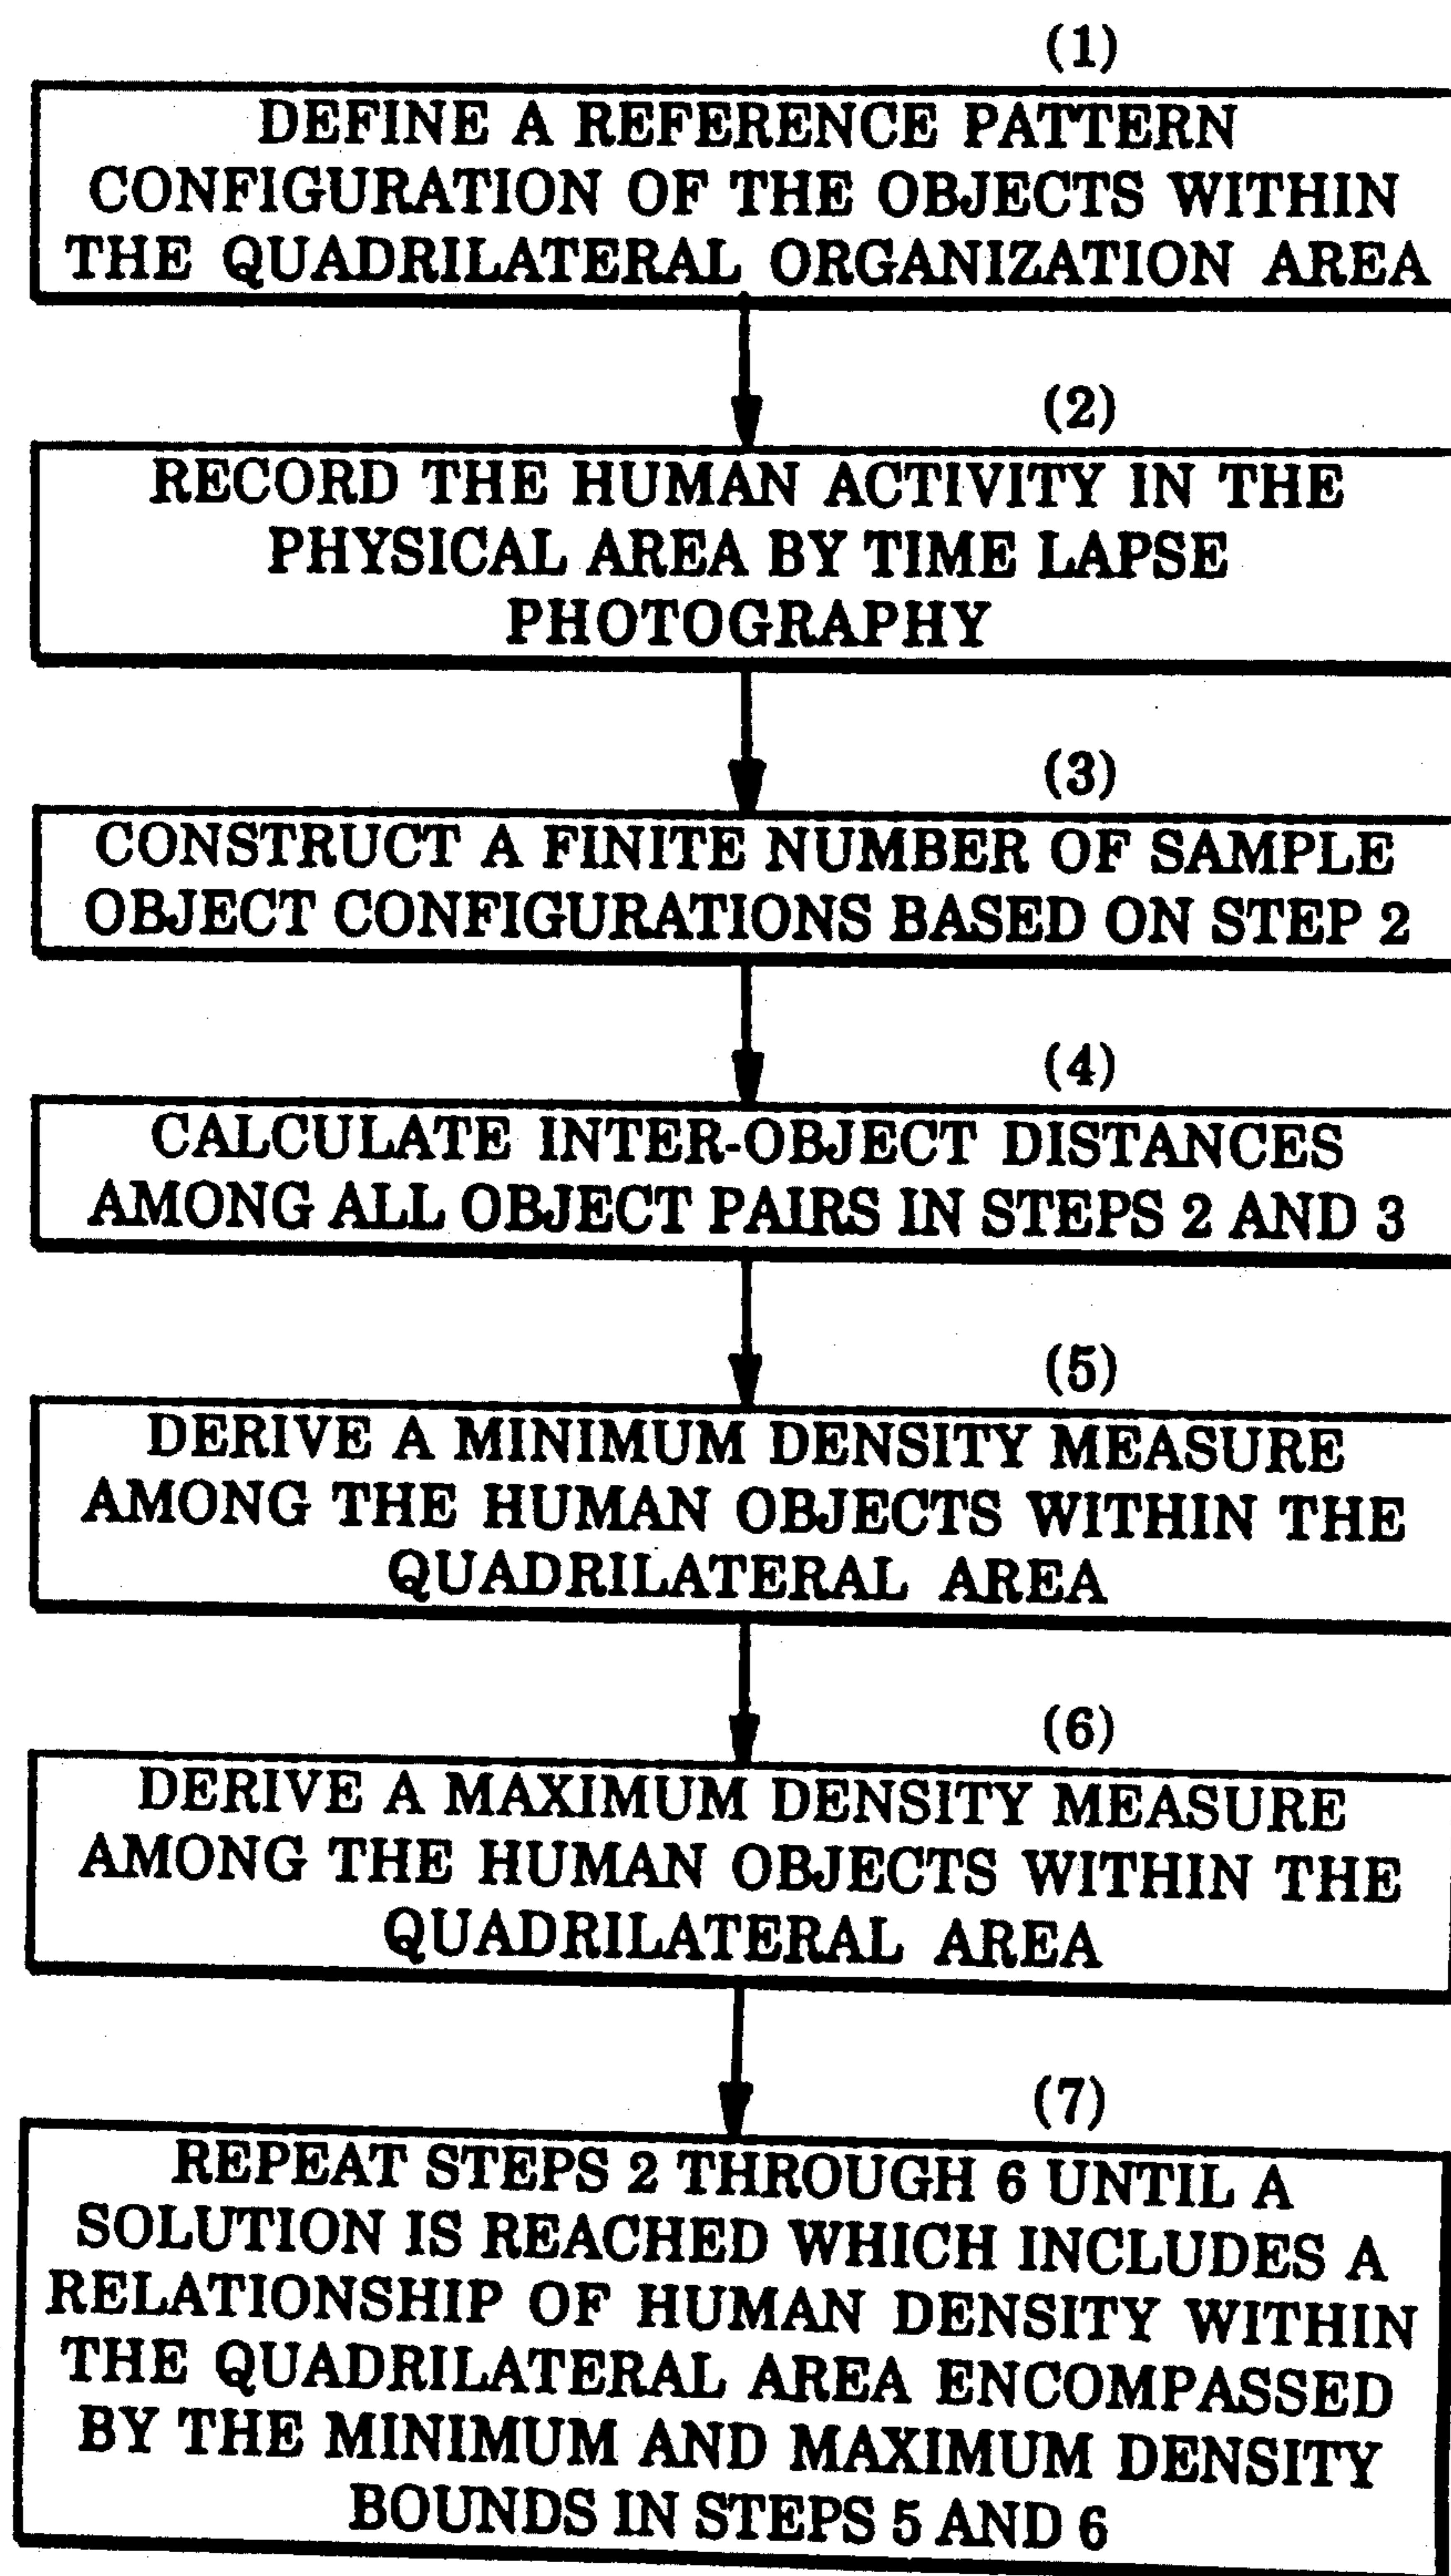 (1)
DEFINE A REFERENCE PATTERN
CONFIGURATION OF THE OBJECTS WITHIN
THE QUADRILATERAL ORGANIZATION AREA
(2)
RECORD THE HUMAN ACTIVITY IN THE
PHYSICAL AREA BY TIME LAPSE
PHOTOGRAPHY
(3)
CONSTRUCT A FINITE NUMBER OF SAMPLE
OBJECT CONFIGURATIONS BASED ON STEP 2
(4)
CALCULATE INTER-OBJECT DISTANCES
AMONG ALL OBJECT PAIRS IN STEPS 2 AND 3
(5)
DERIVE A MINIMUM DENSITY MEASURE
AMONG THE HUMAN OBJECTS WITHIN THE
QUADRILATERAL AREA
(6)
DERIVE A MAXIMUM DENSITY MEASURE
AMONG THE HUMAN OBJECTS WITHIN THE
QUADRILATERAL AREA
(7)
REPEAT STEPS 2 THROUGH 6 UNTIL A
SOLUTION IS REACHED WHICH INCLUDES A
RELATIONSHIP OF HUMAN DENSITY WITHIN
THE QUADRILATERAL AREA ENCOMPASSED
BY THE MINIMUM AND MAXIMUM DENSITY
BOUNDS IN STEPS 5 AND 6